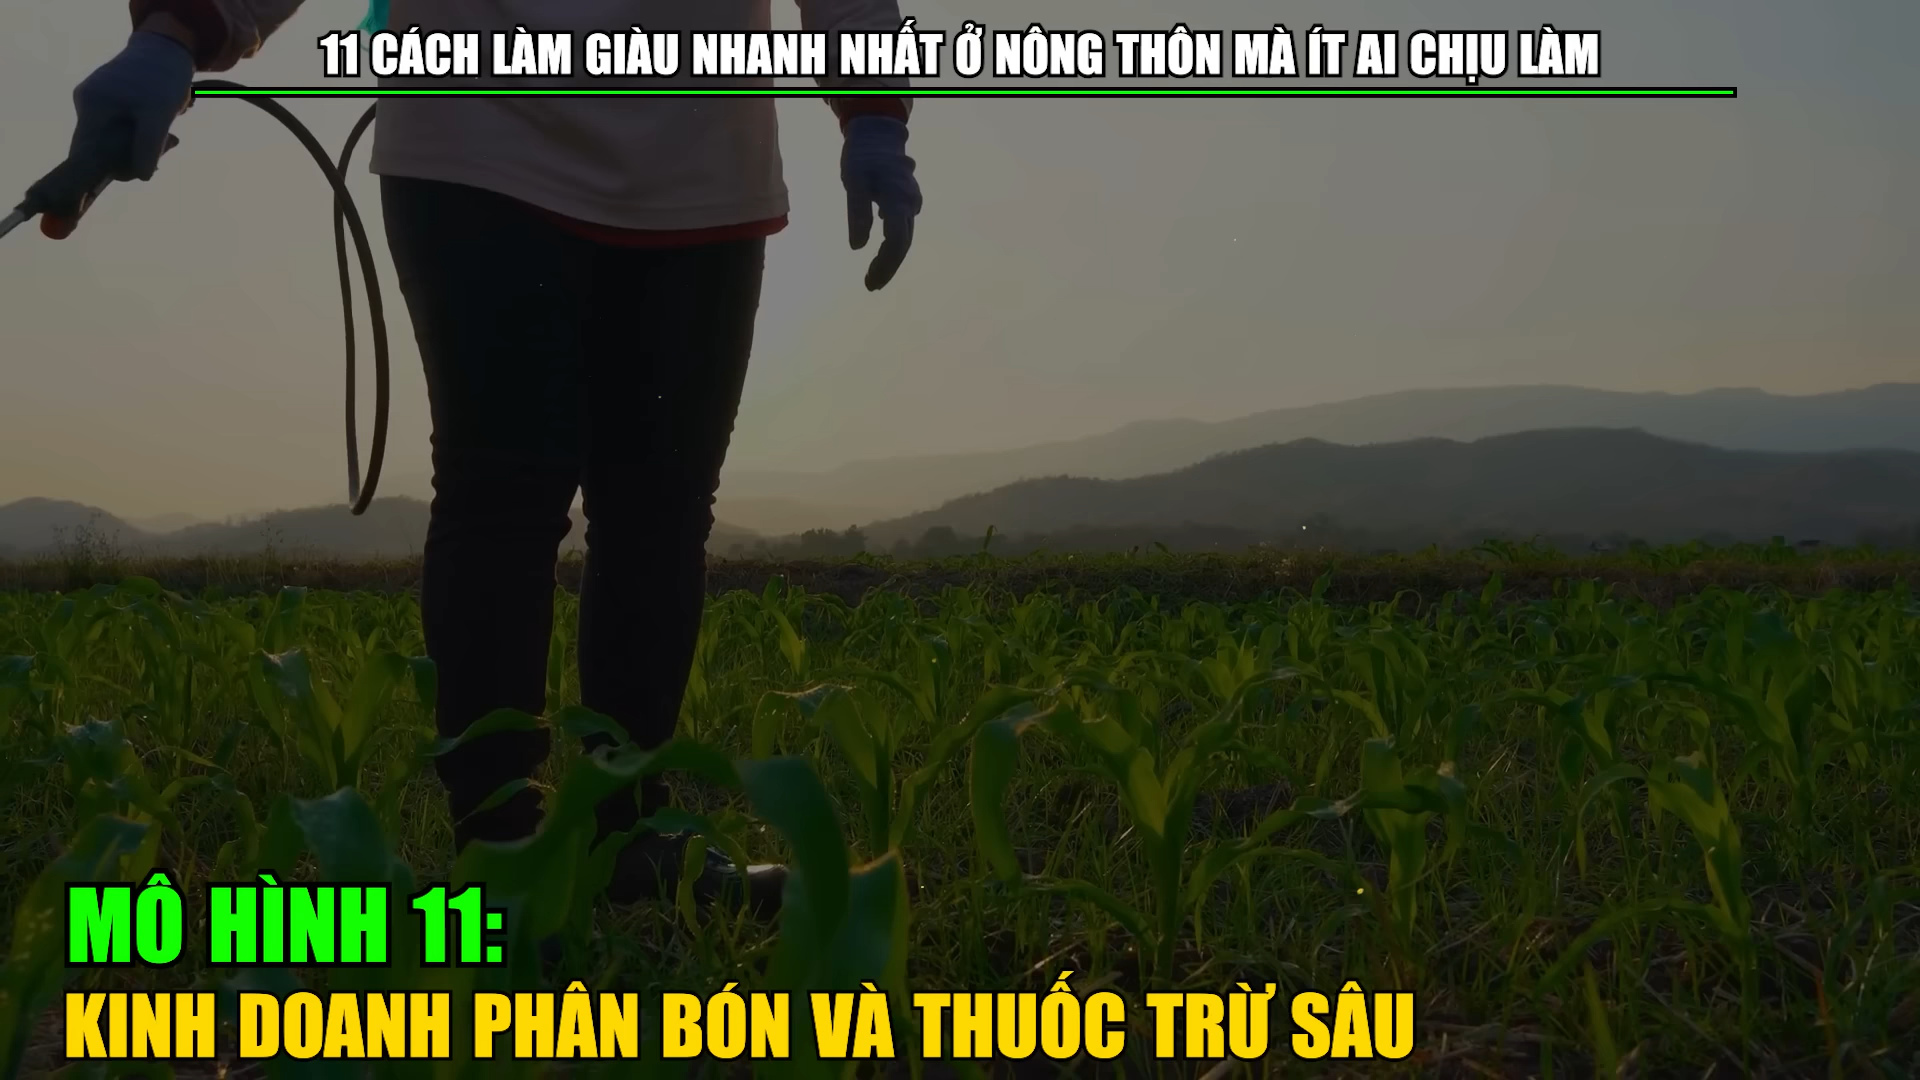 11 CÁCH LÀM GIÀU NHANH NHẤT Ở NÔNG THÔN MÀ ÍT AI CHỊU LÀM
MÔ HÌNH 11:
KINH DOANH PHÂN BÓN VÀ THUỐC TRỪ SÂU